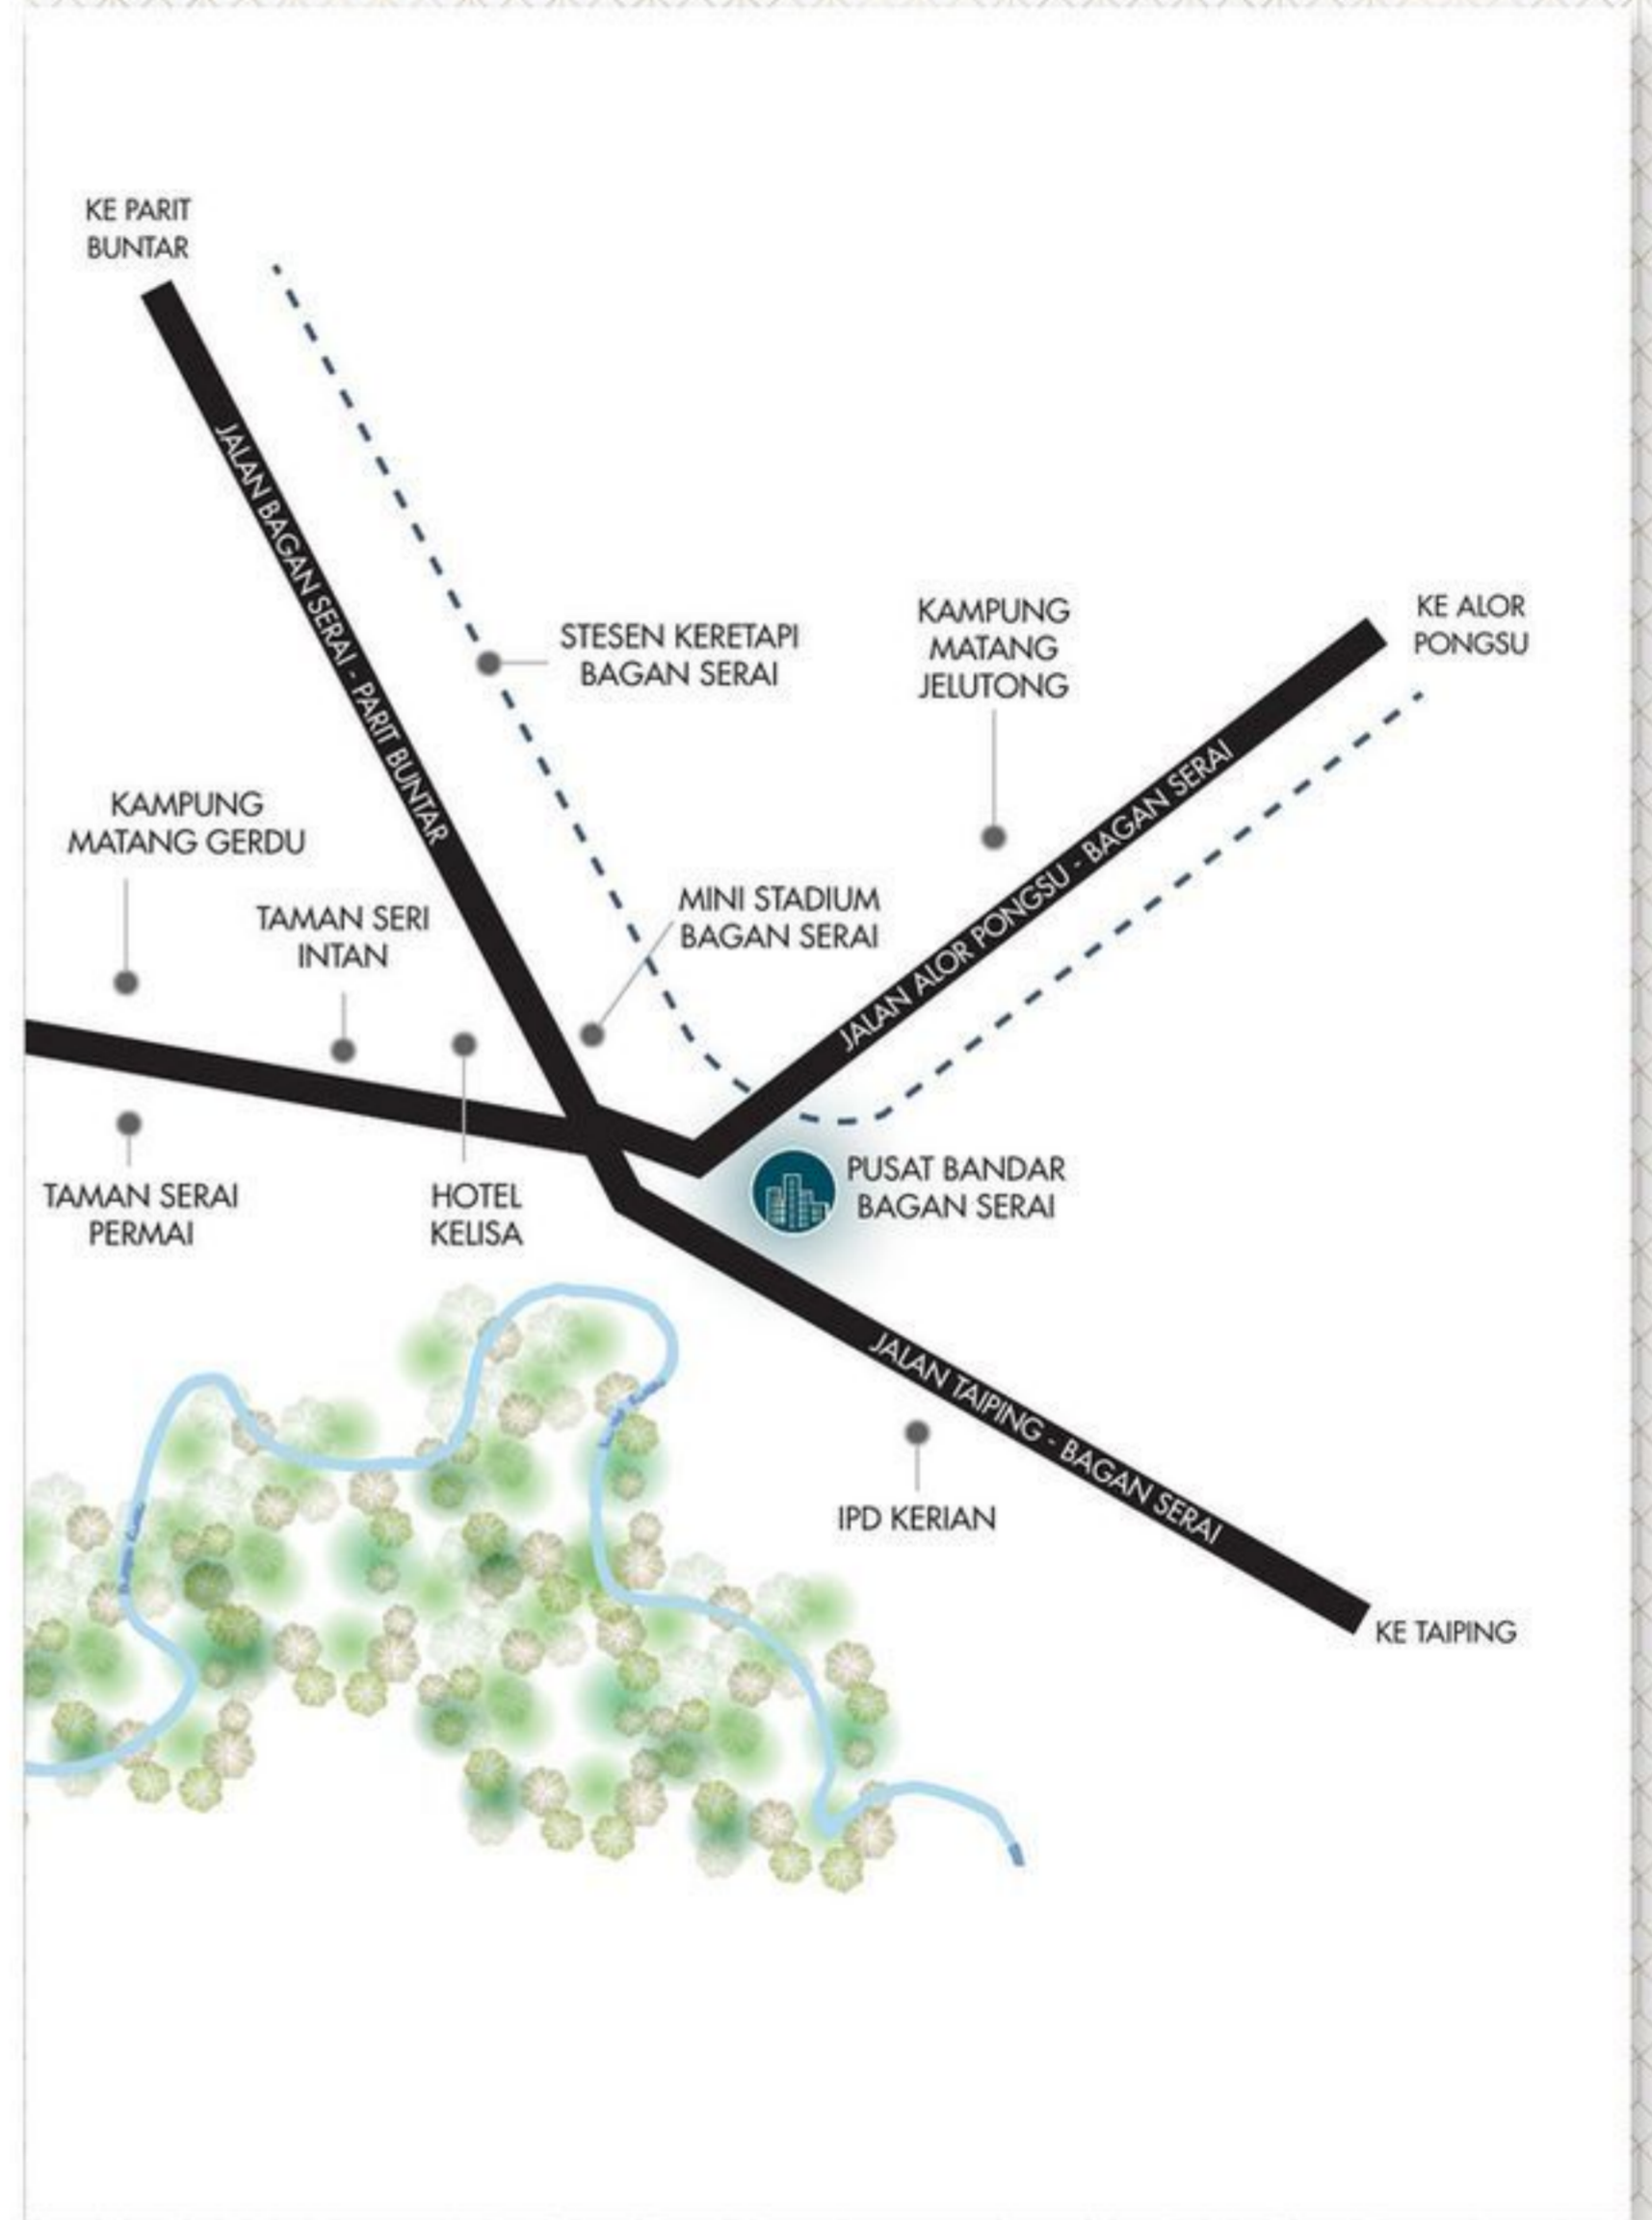 KE PARIT
BUNTAR
JALAN BAGAN SERAI - PARIT BUNTAR
STESEN KERETAPI
BAGAN SERAI
KAMPUNG
MATANG
JELUTONG
KE ALOR
PONGSU
JALAN ALOR PONGSU - BAGAN SERAI
KAMPUNG
MATANG GERDU
TAMAN SERI
INTAN
MINI STADIUM
BAGAN SERAI
TAMAN SERAI
PERMAI
HOTEL
KELISA
PUSAT BANDAR
BAGAN SERAI
JALAN TAIPING - BAGAN SERAI
IPD KERIAN
KE TAIPING